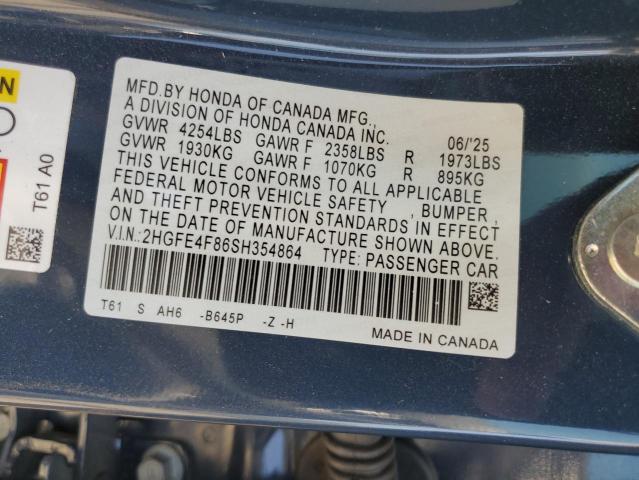 MFD.BY HONDA OF CANADA MFG.,
A DIVISION OF HONDA CANADA INC. 06/'25
GVWR 4254LBS GAWR F 2358LBS R 1973LBS
GVWR 1930KG GAWR F 1070KG R 895KG
THIS VEHICLE CONFORMS TO ALL APPLICABLE
FEDERAL MOTOR VEHICLE SAFETY , BUMPER ,
AND THEFT PREVENTION STANDARDS IN EFFECT
ON THE DATE OF MANUFACTURE SHOWN ABOVE.
V.I.N.:2HGFE4F86SH354864 TYPE: PASSENGER CAR
T61 S AH6 -B645P -Z -H
MADE IN CANADA
T61 A0